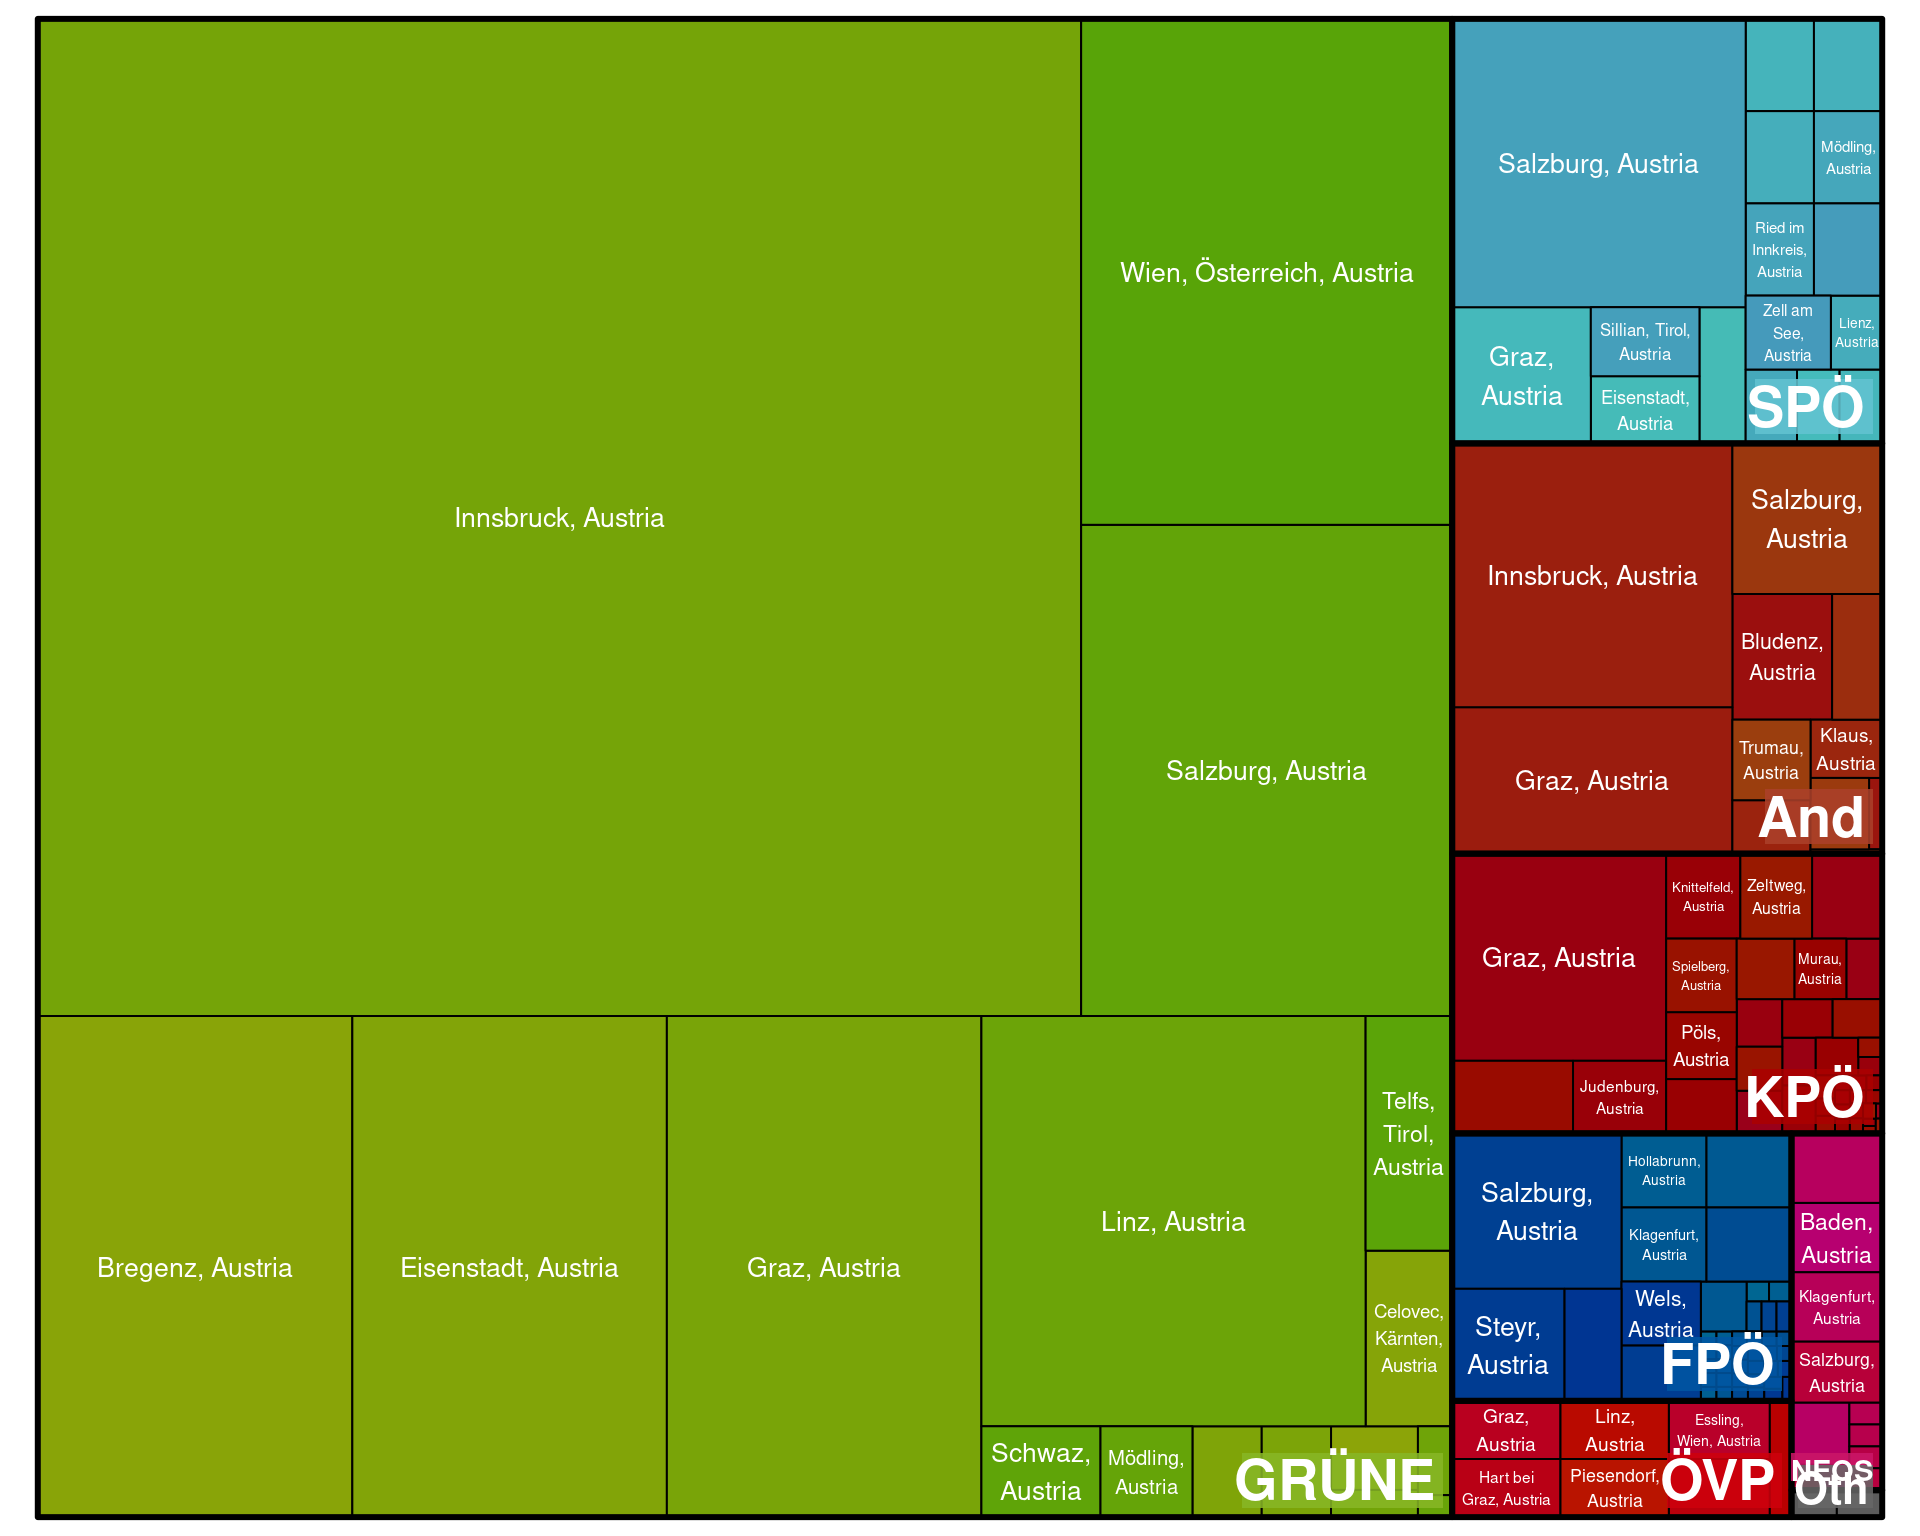 Innsbruck, Austria
Wien, Österreich, Austria
Salzburg, Austria
Bregenz, Austria
Eisenstadt, Austria
Graz, Austria
Linz, Austria
Telfs,
Tirol,
Austria
Celovec,
Kärnten,
Austria
Schwaz,
Austria
Mödling,
Austria
GRÜNE
Salzburg, Austria
Mödling,
Austria
Ried im
Innkreis,
Austria
Zell am
See,
Austria
Lienz,
Austria
Graz,
Austria
Sillian, Tirol,
Austria
Eisenstadt,
Austria
SPÖ
Innsbruck, Austria
Salzburg,
Austria
Bludenz,
Austria
Graz, Austria
Trumau,
Austria
Klaus,
Austria
And
Graz, Austria
Knittelfeld,
Austria
Zeltweg,
Austria
Spielberg,
Austria
Murau,
Austria
Pöls,
Austria
Judenburg,
Austria
KPÖ
Salzburg,
Austria
Hollabrunn,
Austria
Klagenfurt,
Austria
Steyr,
Austria
Wels,
Austria
FPÖ
Baden,
Austria
Klagenfurt,
Austria
Salzburg,
Austria
NEOS
Oth
Graz,
Austria
Linz,
Austria
Essling,
Wien, Austria
Hart bei
Graz, Austria
Piesendorf,
Austria
ÖVP